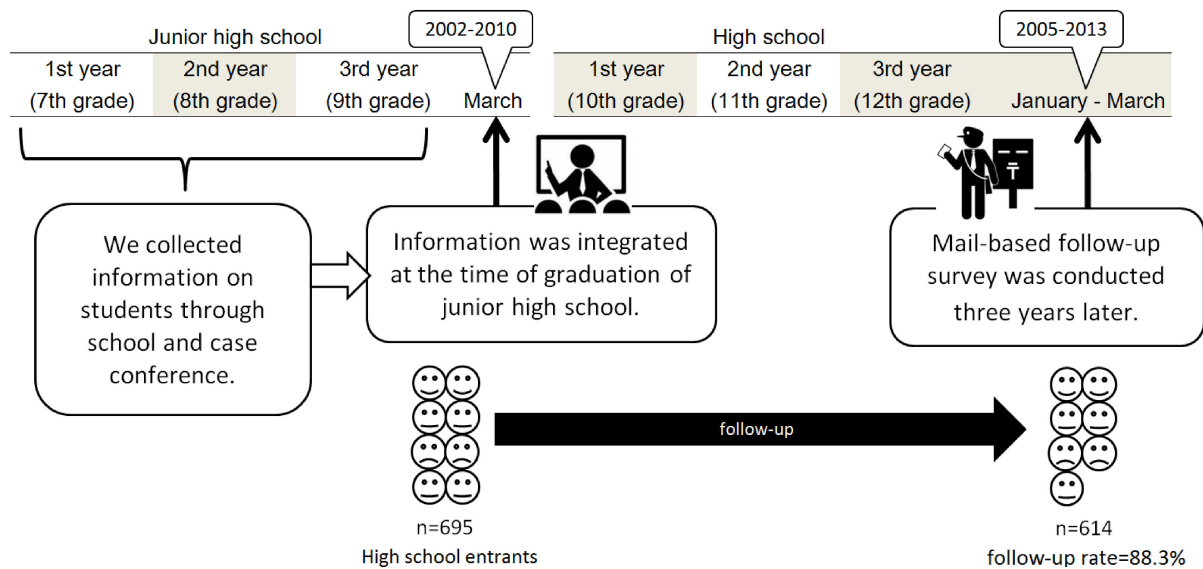 Junior high school
2002-2010
High school
2005-2013
1st year
(7th grade)
2nd year
(8th grade)
3rd year
(9th grade)
March
1st year
(10th grade)
2nd year
(11th grade)
3rd year
(12th grade)
January - March
We collected
information on
students through
school and case
conference.
Information was integrated
at the time of graduation of
junior high school.
〒
Mail-based follow-up
survey was conducted
three years later.
follow-up
n=695
High school entrants
n=614
follow-up rate=88.3%